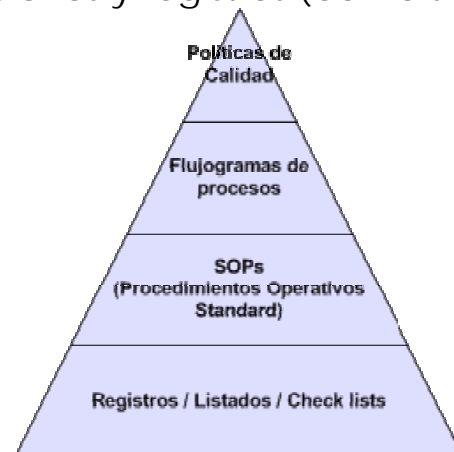 Políticas de
Calidad
Flujogramas de
procesos
SOPs
(Procedimientos Operativos
Standard)
Registros / Listados / Check lists